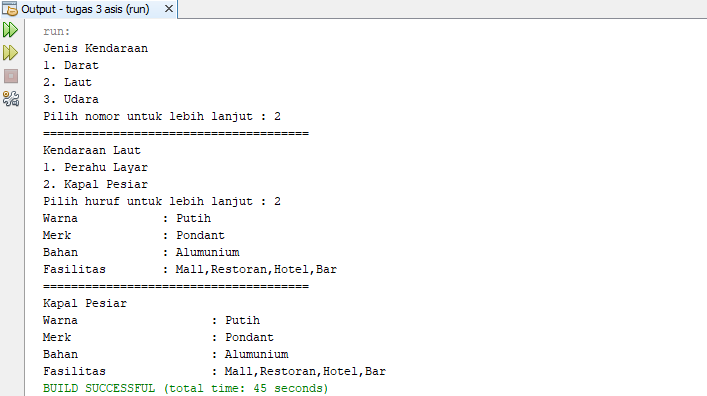 Output - tugas 3 asis (run)
run:
Jenis Kendaraan
1. Darat
2. Laut
3. Udara
Pilih nomor untuk lebih lanjut : 2
======================================
Kendaraan Laut
1. Perahu Layar
2. Kapal Pesiar
Pilih huruf untuk lebih lanjut : 2
Warna            : Putih
Merk             : Pondant
Bahan            : Alumunium
Fasilitas        : Mall,Restoran,Hotel,Bar
======================================
Kapal Pesiar
Warna                   : Putih
Merk                    : Pondant
Bahan                   : Alumunium
Fasilitas               : Mall,Restoran,Hotel,Bar
BUILD SUCCESSFUL (total time: 45 seconds)